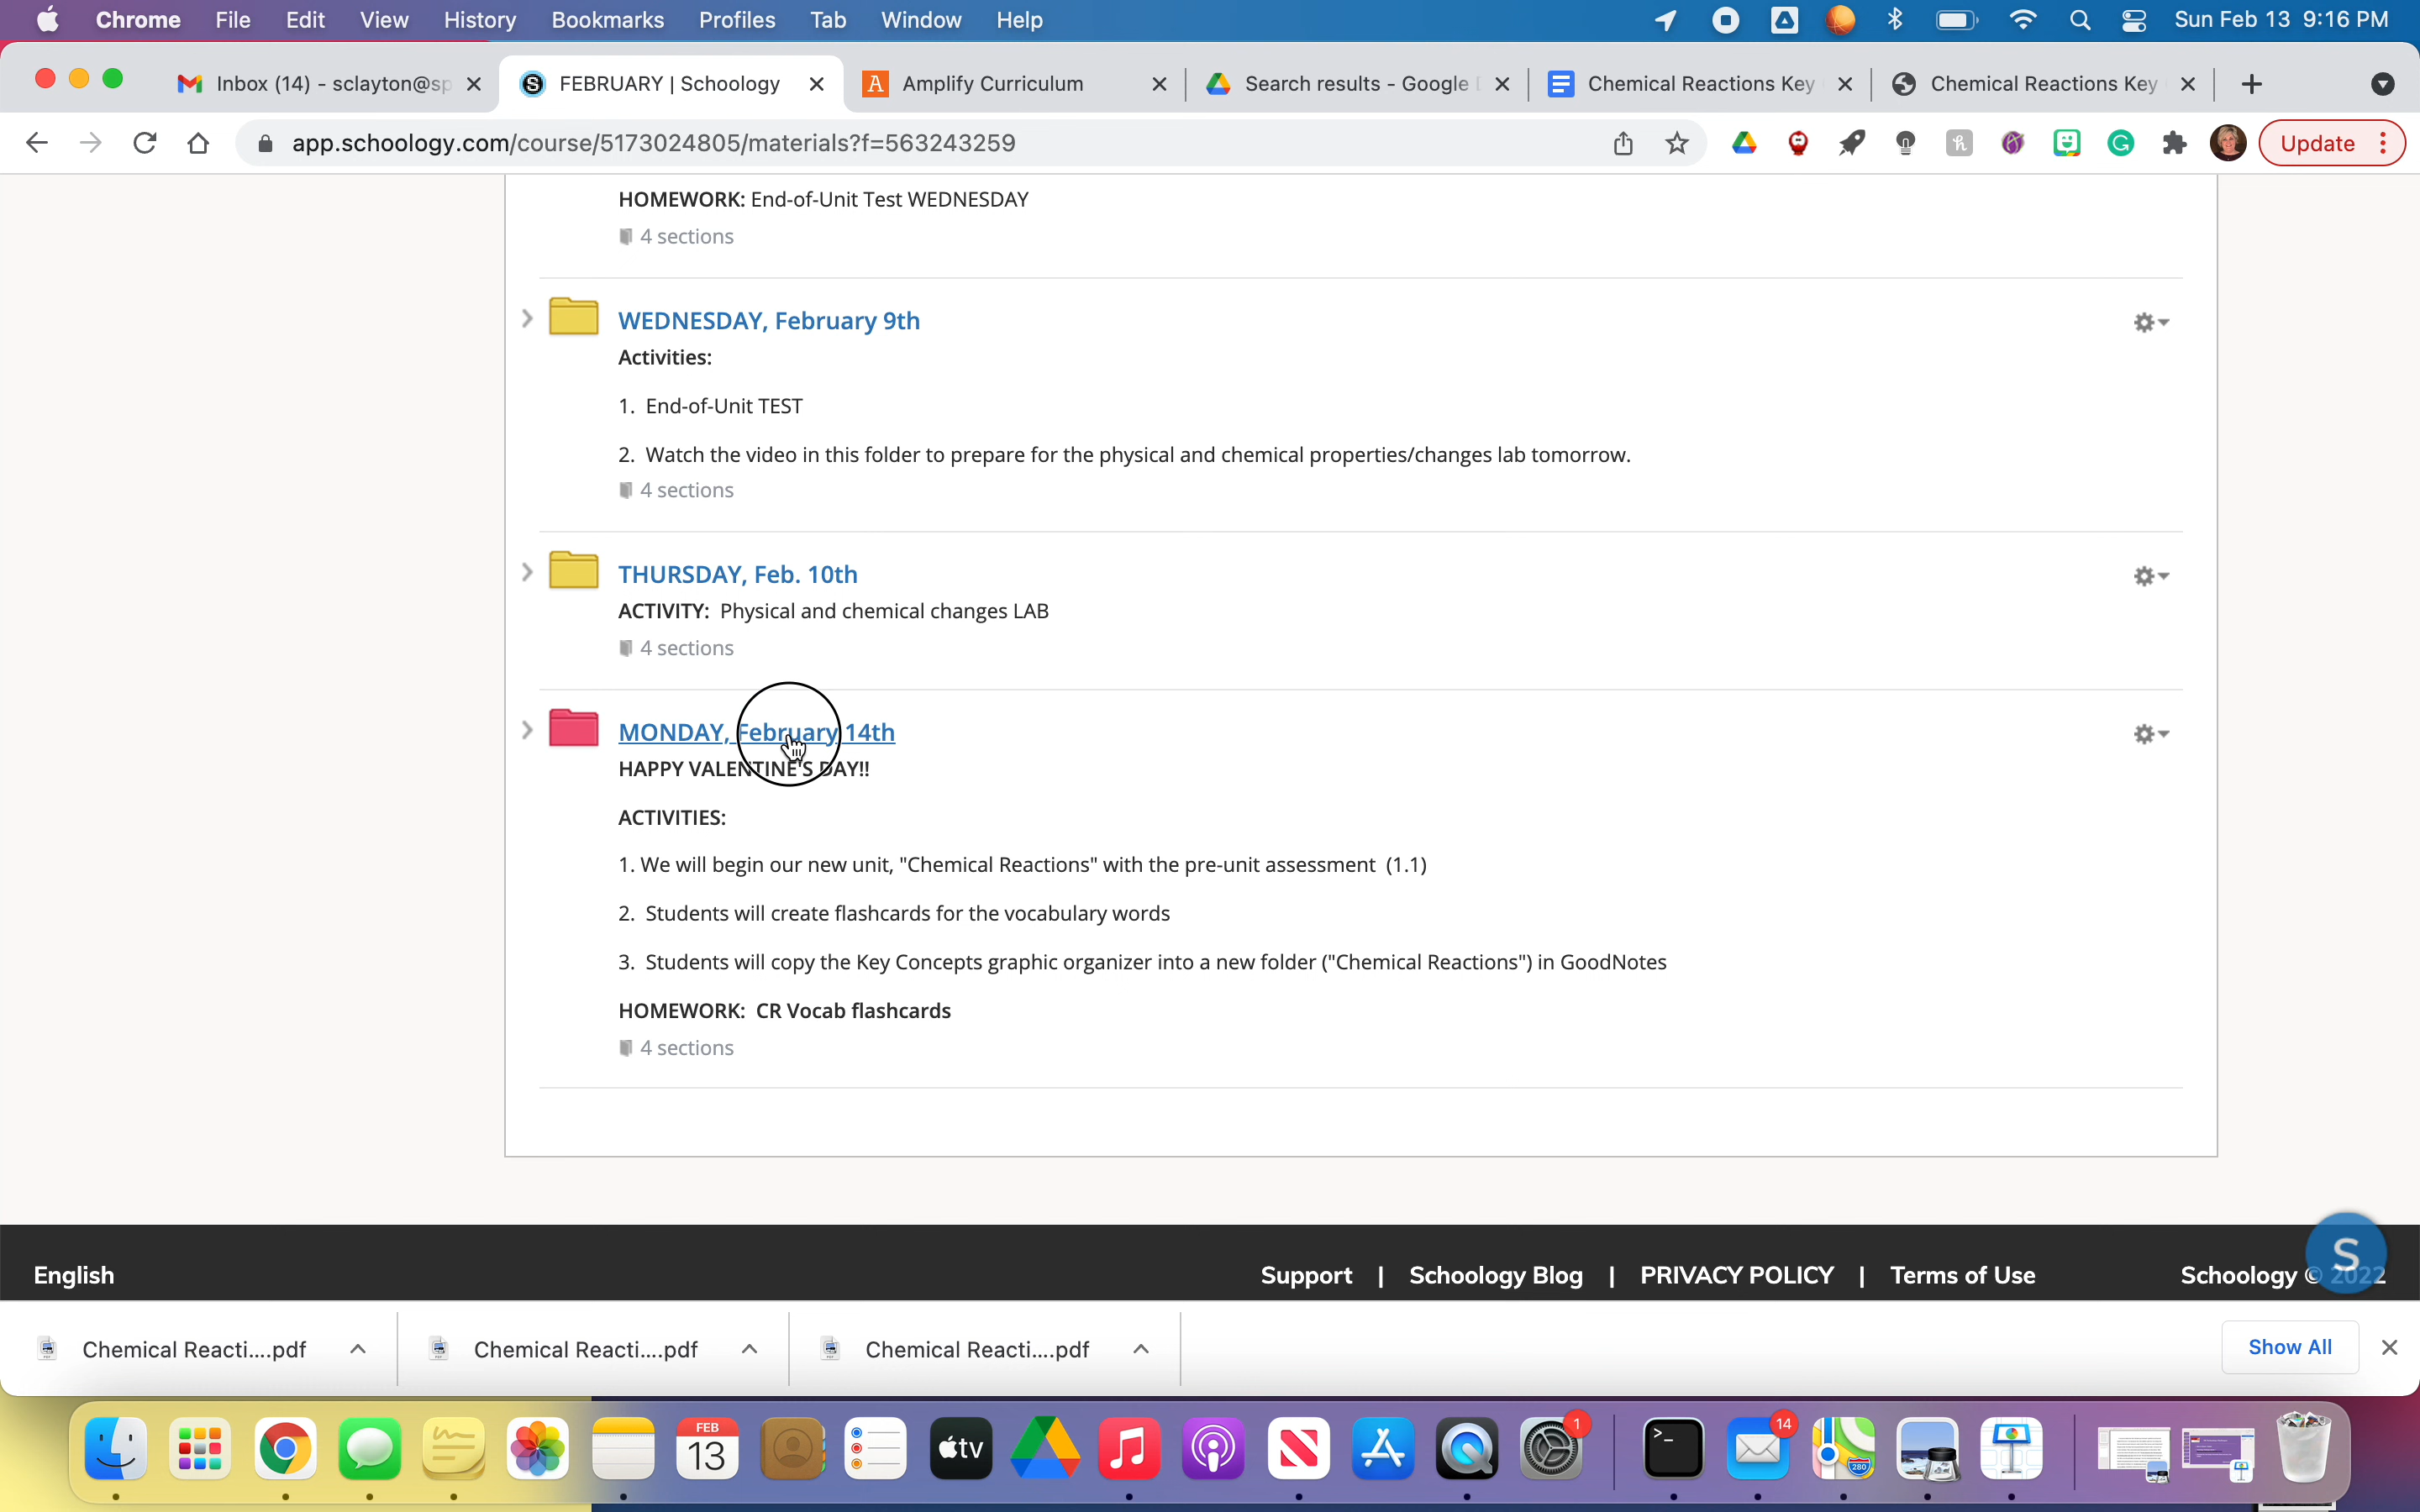 Chrome File Edit View History Bookmarks Profiles Tab Window Help Sun Feb 13 9:16 PM
Inbox (14) - sclayton@sp FEBRUARY | Schoology Amplify Curriculum Search results - Google Chemical Reactions Key Chemical Reactions Key
app.schoology.com/course/5173024805/materials?f=563243259 Update
HOMEWORK: End-of-Unit Test WEDNESDAY
4 sections
WEDNESDAY, February 9th
Activities:
1. End-of-Unit TEST
2. Watch the video in this folder to prepare for the physical and chemical properties/changes lab tomorrow.
4 sections
THURSDAY, Feb. 10th
ACTIVITY: Physical and chemical changes LAB
4 sections
MONDAY, February 14th
HAPPY VALENTINE'S DAY!!
ACTIVITIES:
1. We will begin our new unit, "Chemical Reactions" with the pre-unit assessment (1.1)
2. Students will create flashcards for the vocabulary words
3. Students will copy the Key Concepts graphic organizer into a new folder ("Chemical Reactions") in GoodNotes
HOMEWORK: CR Vocab flashcards
4 sections
S
English Support | Schoology Blog | PRIVACY POLICY | Terms of Use Schoology © 2022
Chemical Reacti....pdf Chemical Reacti....pdf Chemical Reacti....pdf Show All
FEB
13
tv
1
14
280